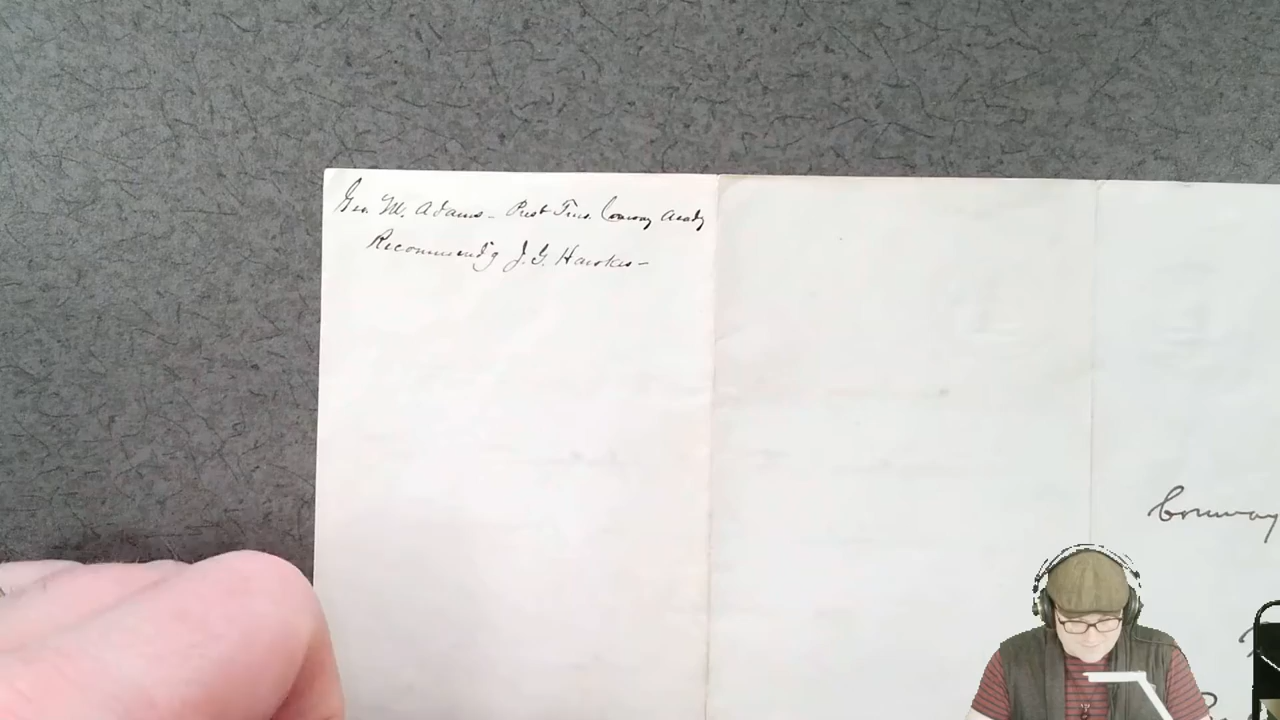 Geo. M. Adams - Prest Trus. Conway Acady
Recommend'g J. G. Hawkes -
Conway